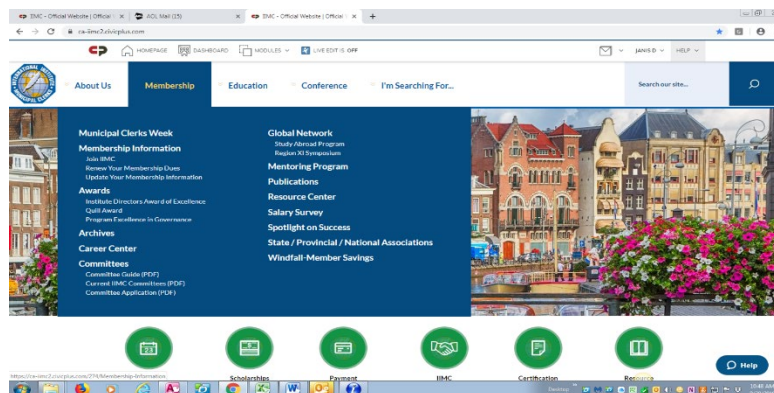 IIMC - Official Website | Official
AOL Mail (15)
IIMC - Official Website | Official
ca-iimc2.civicplus.com
HOMEPAGE DASHBOARD MODULES LIVE EDIT IS OFF JANIS D HELP
About Us Membership Education Conference I'm Searching For... Search our site...
Municipal Clerks Week
Membership Information
Join IIMC
Renew Your Membership Dues
Update Your Membership Information
Awards
Institute Directors Award of Excellence
Quill Award
Program Excellence in Governance
Archives
Career Center
Committees
Committee Guide (PDF)
Current IIMC Committees (PDF)
Committee Application (PDF)
Global Network
Study Abroad Program
Region XI Symposium
Mentoring Program
Publications
Resource Center
Salary Survey
Spotlight on Success
State / Provincial / National Associations
Windfall-Member Savings
Help
https://ca-iimc2.civicplus.com/274/Membership-Information
Scholarships Payment IIMC Certification Resource
Desktop
10:48 AM